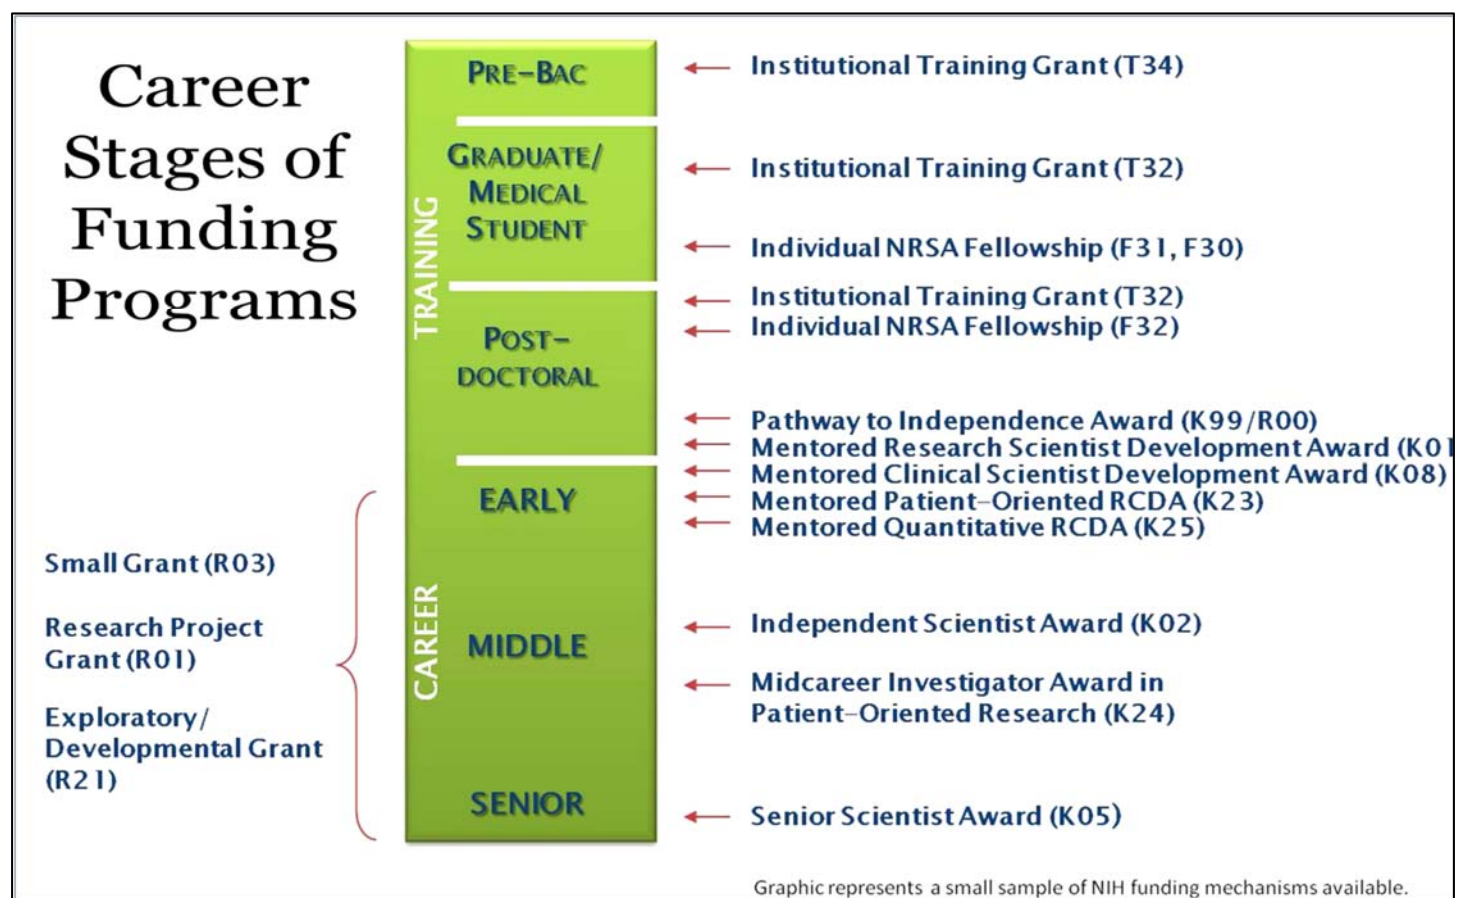 Career
Stages of
Funding
Programs
PRE-BAC
GRADUATE/
MEDICAL
STUDENT
TRAINING
POST-
DOCTORAL
EARLY
CAREER
MIDDLE
SENIOR
Small Grant (R03)
Research Project
Grant (R01)
Exploratory/
Developmental Grant
(R21)
Institutional Training Grant (T34)
Institutional Training Grant (T32)
Individual NRSA Fellowship (F31, F30)
Institutional Training Grant (T32)
Individual NRSA Fellowship (F32)
Pathway to Independence Award (K99/R00)
Mentored Research Scientist Development Award (K01
Mentored Clinical Scientist Development Award (K08)
Mentored Patient-Oriented RCDA (K23)
Mentored Quantitative RCDA (K25)
Independent Scientist Award (K02)
Midcareer Investigator Award in
Patient-Oriented Research (K24)
Senior Scientist Award (K05)
Graphic represents a small sample of NIH funding mechanisms available.